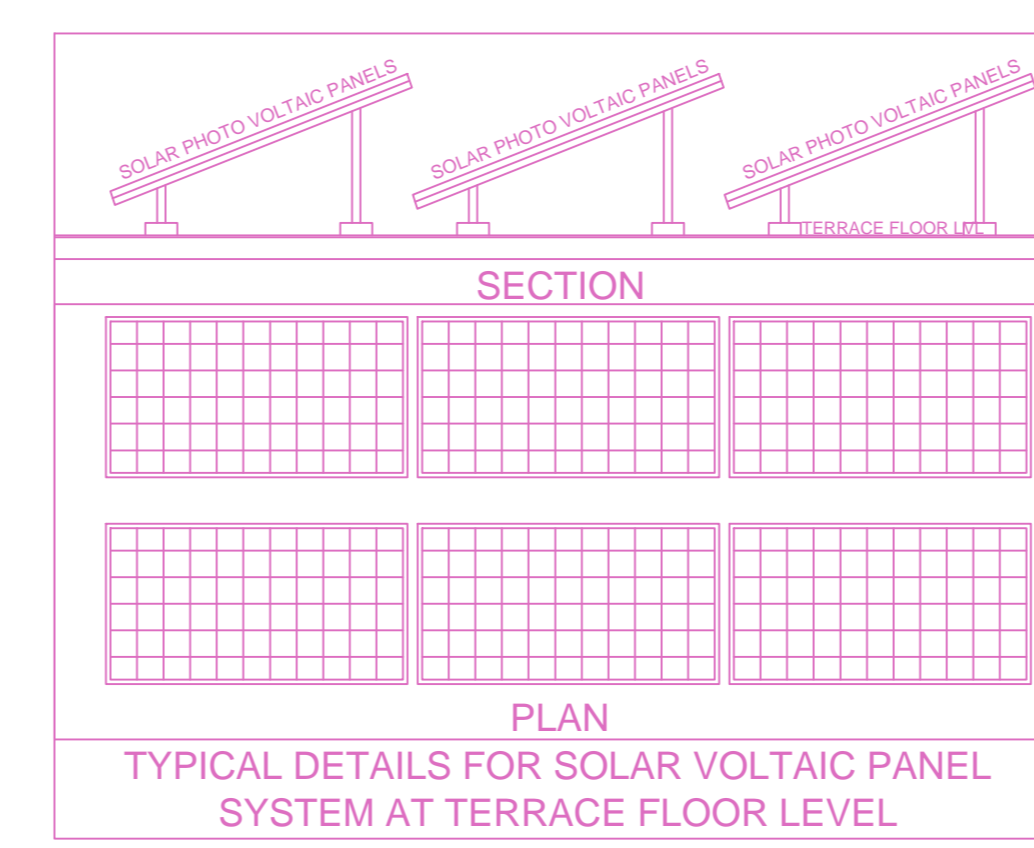 SOLAR PHOTO VOLTAIC PANELS
SOLAR PHOTO VOLTAIC PANELS
SOLAR PHOTO VOLTAIC PANELS
TERRACE FLOOR LVL
SECTION
PLAN
TYPICAL DETAILS FOR SOLAR VOLTAIC PANEL
SYSTEM AT TERRACE FLOOR LEVEL